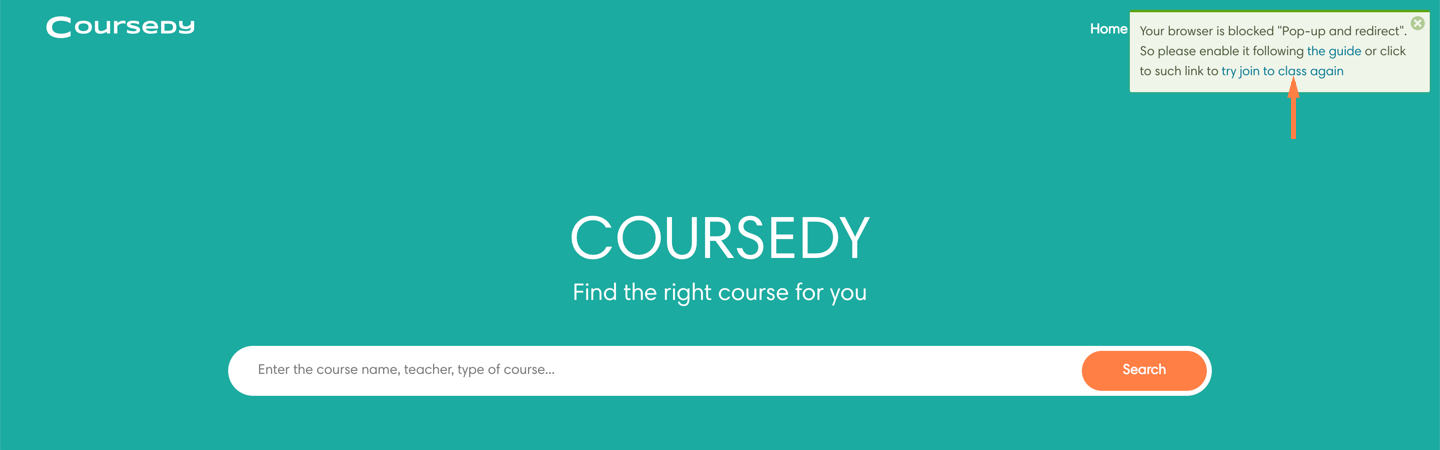 COURSEDY
Home
Your browser is blocked "Pop-up and redirect".
So please enable it following the guide or click
to such link to try join to class again
COURSEDY
Find the right course for you
Enter the course name, teacher, type of course...
Search